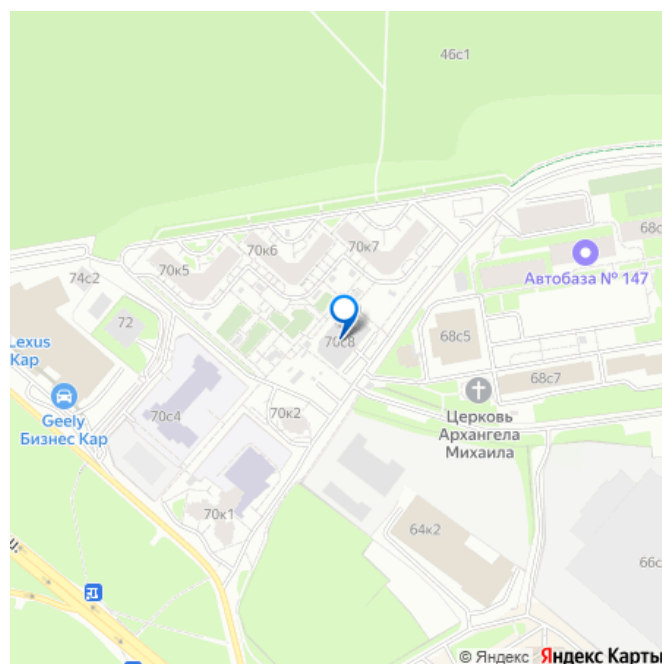 46с1
68с
70к7
70к6
70к5
74с2
Автобаза № 147
72
Lexus
Кар
70с8
68с5
68с7
Geely
Бизнес Кар
70с4
70к2
Церковь
Архангела
Михаила
70к1
64к2
66с
ш.
© Яндекс Яндекс Карты